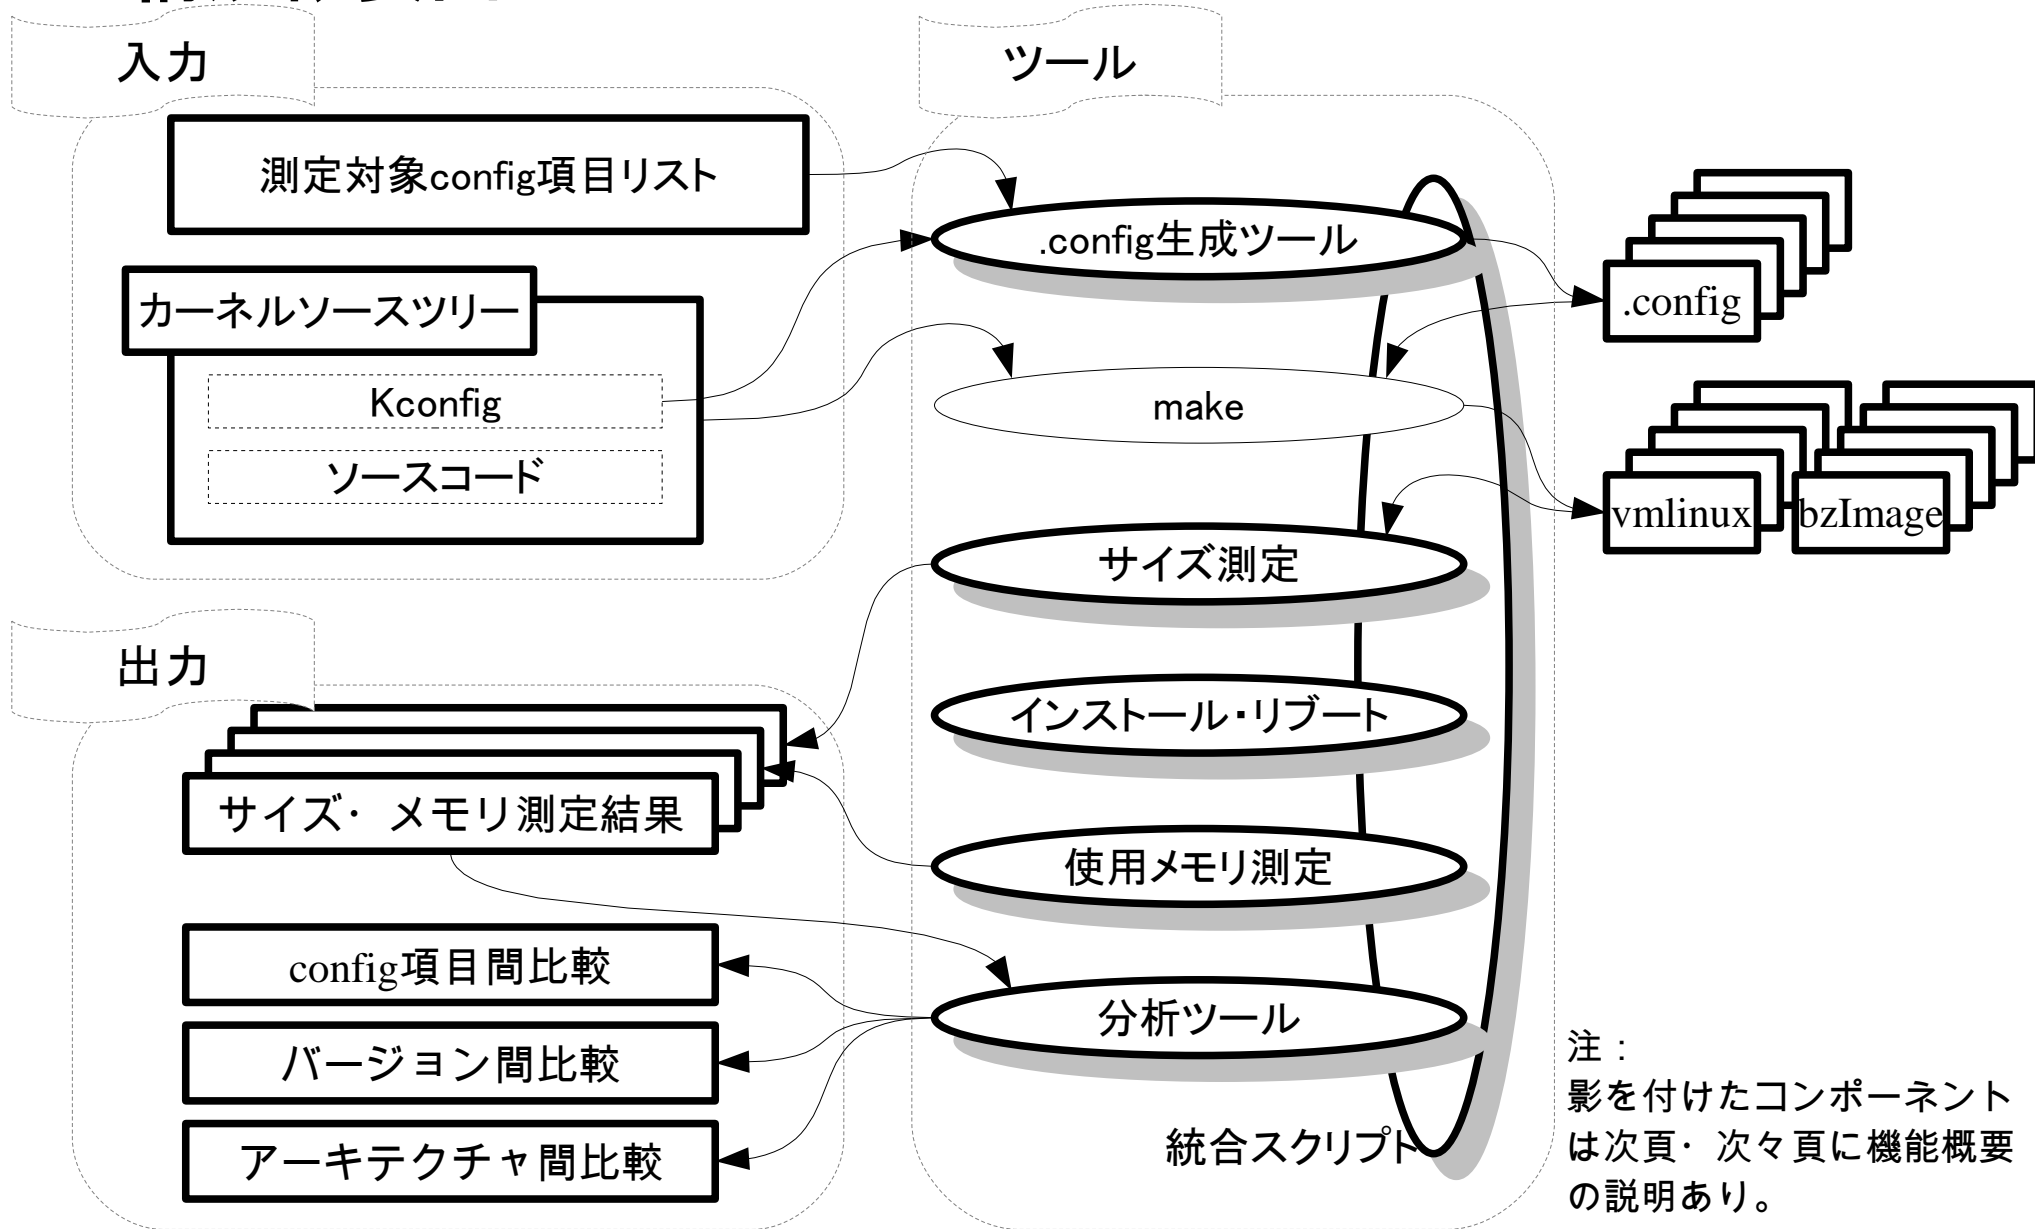 入力
測定対象config項目リスト
カーネルソースツリー
Kconfig
ソースコード
出力
サイズ・ メモリ測定結果
config項目間比較
バージョン間比較
アーキテクチャ間比較
ツール
.config生成ツール
make
サイズ測定
インストール・リブート
使用メモリ測定
分析ツール
統合スクリプト
.config
vmlinux
bzImage
注：
影を付けたコンポーネント
は次頁・ 次々頁に機能概要
の説明あり。